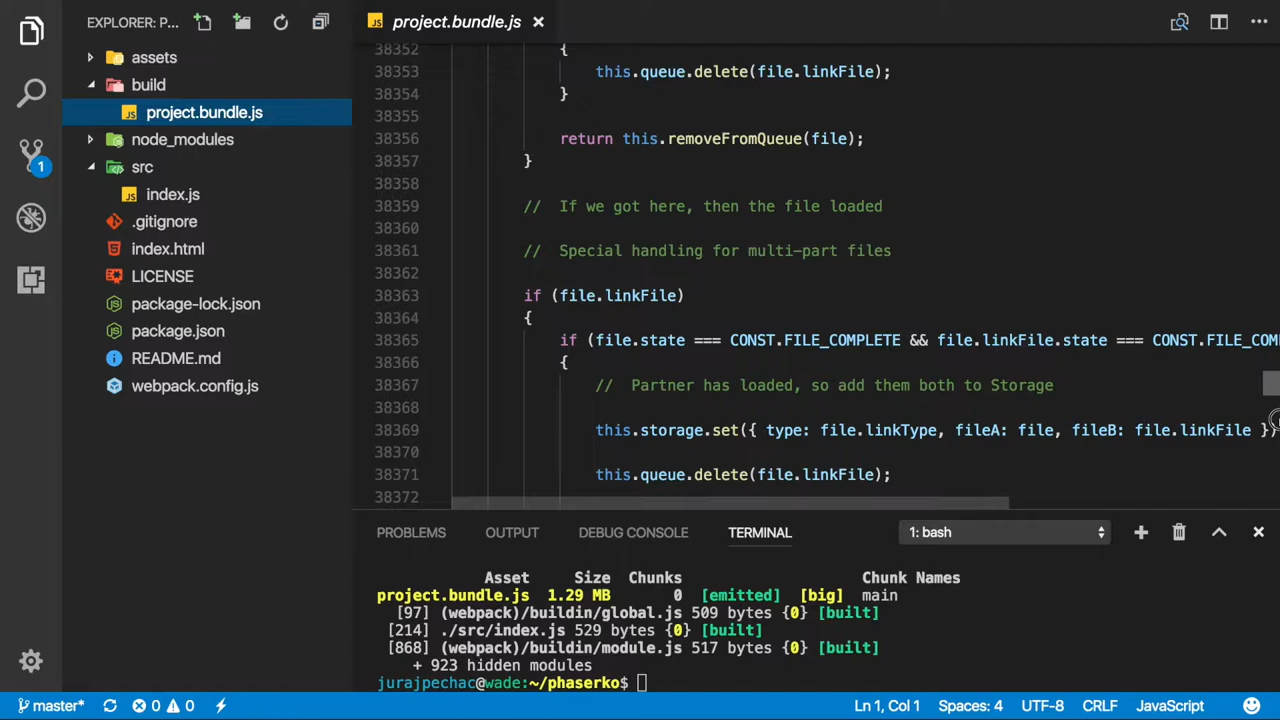 EXPLORER: P...
assets
build
project.bundle.js
node_modules
src
index.js
.gitignore
index.html
LICENSE
package-lock.json
package.json
README.md
webpack.config.js
1
project.bundle.js
38352 {
38353 this.queue.delete(file.linkFile);
38354 }
38355
38356 return this.removeFromQueue(file);
38357 }
38358
38359 // If we got here, then the file loaded
38360
38361 // Special handling for multi-part files
38362
38363 if (file.linkFile)
38364 {
38365 if (file.state === CONST.FILE_COMPLETE && file.linkFile.state === CONST.FILE_COM
38366 {
38367 // Partner has loaded, so add them both to Storage
38368
38369 this.storage.set({ type: file.linkType, fileA: file, fileB: file.linkFile })
38370
38371 this.queue.delete(file.linkFile);
38372
PROBLEMS OUTPUT DEBUG CONSOLE TERMINAL 1: bash
Asset Size Chunks Chunk Names
project.bundle.js 1.29 MB 0 [emitted] [big] main
[97] (webpack)/buildin/global.js 509 bytes {0} [built]
[214] ./src/index.js 529 bytes {0} [built]
[868] (webpack)/buildin/module.js 517 bytes {0} [built]
+ 923 hidden modules
jurajpechac@wade:~/phaserko$
master* 0 0 Ln 1, Col 1 Spaces: 4 UTF-8 CRLF JavaScript